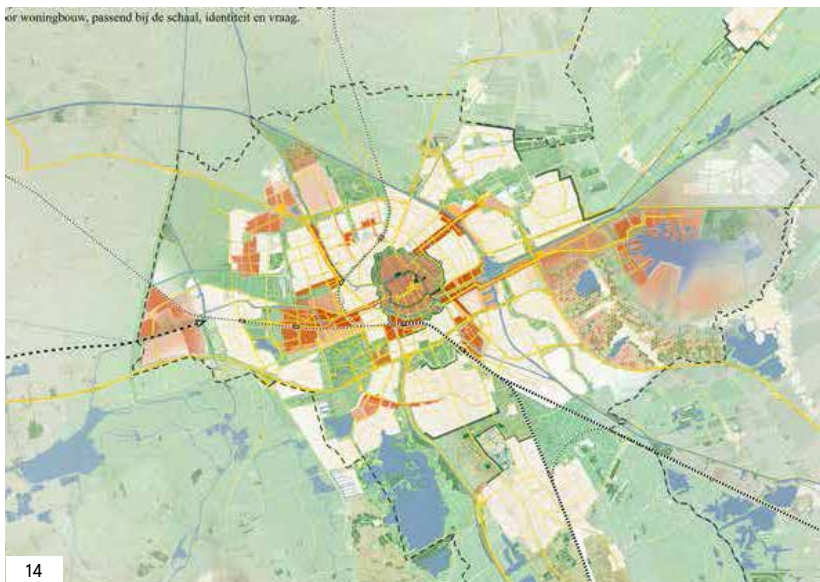 or woningbouw, passend bij de schaal, identiteit en vraag.
14